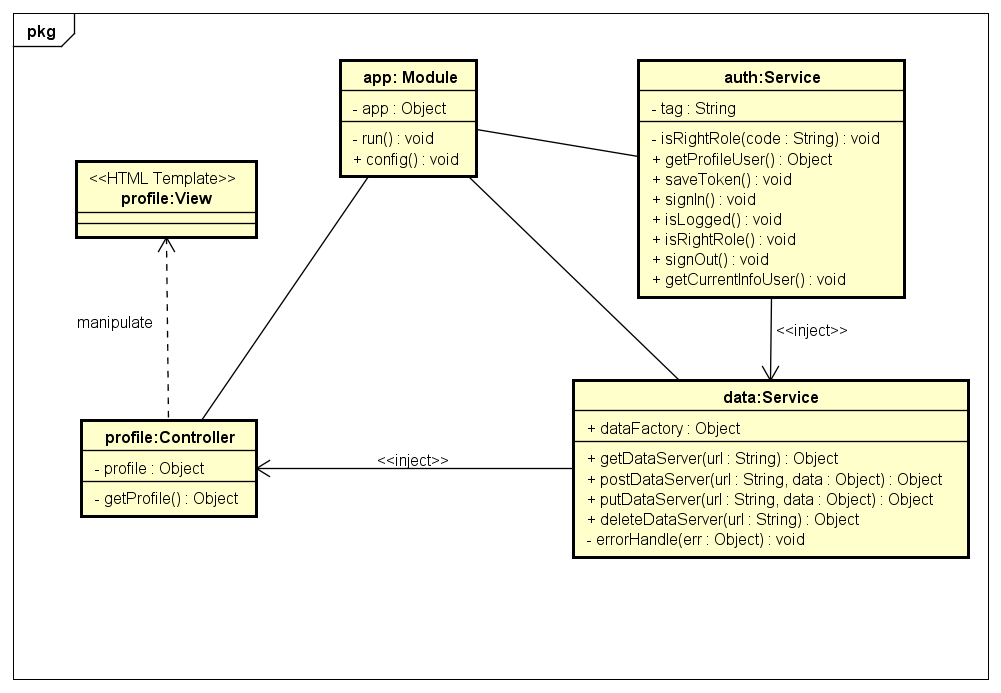 pkg
app: Module
- app : Object
- run() : void
+ config() : void
auth:Service
- tag : String
- isRightRole(code : String) : void
+ getProfileUser() : Object
+ saveToken() : void
+ signIn() : void
+ isLogged() : void
+ isRightRole() : void
+ signOut() : void
+ getCurrentInfoUser() : void
<<HTML Template>>
profile:View
manipulate
<<inject>>
profile:Controller
- profile : Object
- getProfile() : Object
<<inject>>
data:Service
+ dataFactory : Object
+ getDataServer(url : String) : Object
+ postDataServer(url : String, data : Object) : Object
+ putDataServer(url : String, data : Object) : Object
+ deleteDataServer(url : String) : Object
- errorHandle(err : Object) : void